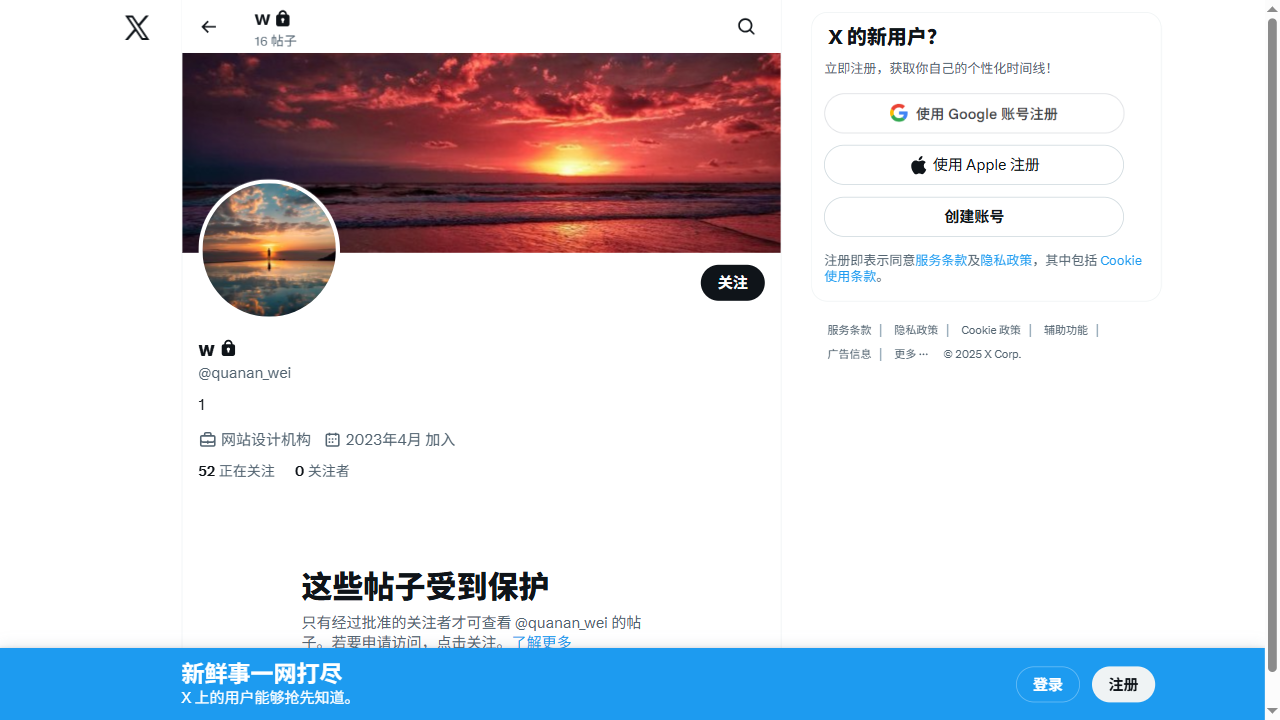 w
16 帖子
关注
w
@quanan_wei
1
网站设计机构 2023年4月 加入
52 正在关注 0 关注者
这些帖子受到保护
只有经过批准的关注者才可查看 @quanan_wei 的帖
子。若要申请访问，点击关注。了解更多
X 的新用户？
立即注册，获取你自己的个性化时间线！
使用 Google 账号注册
使用 Apple 注册
创建账号
注册即表示同意服务条款及隐私政策，其中包括 Cookie
使用条款。
服务条款 | 隐私政策 | Cookie 政策 | 辅助功能 |
广告信息 | 更多 ··· © 2025 X Corp.
新鲜事一网打尽
X 上的用户能够抢先知道。
登录 注册